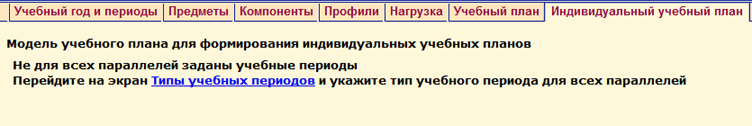 Учебный год и периоды Предметы Компоненты Профили Нагрузка Учебный план Индивидуальный учебный план
Модель учебного плана для формирования индивидуальных учебных планов
Не для всех параллелей заданы учебные периоды
Перейдите на экран Типы учебных периодов и укажите тип учебного периода для всех параллелей